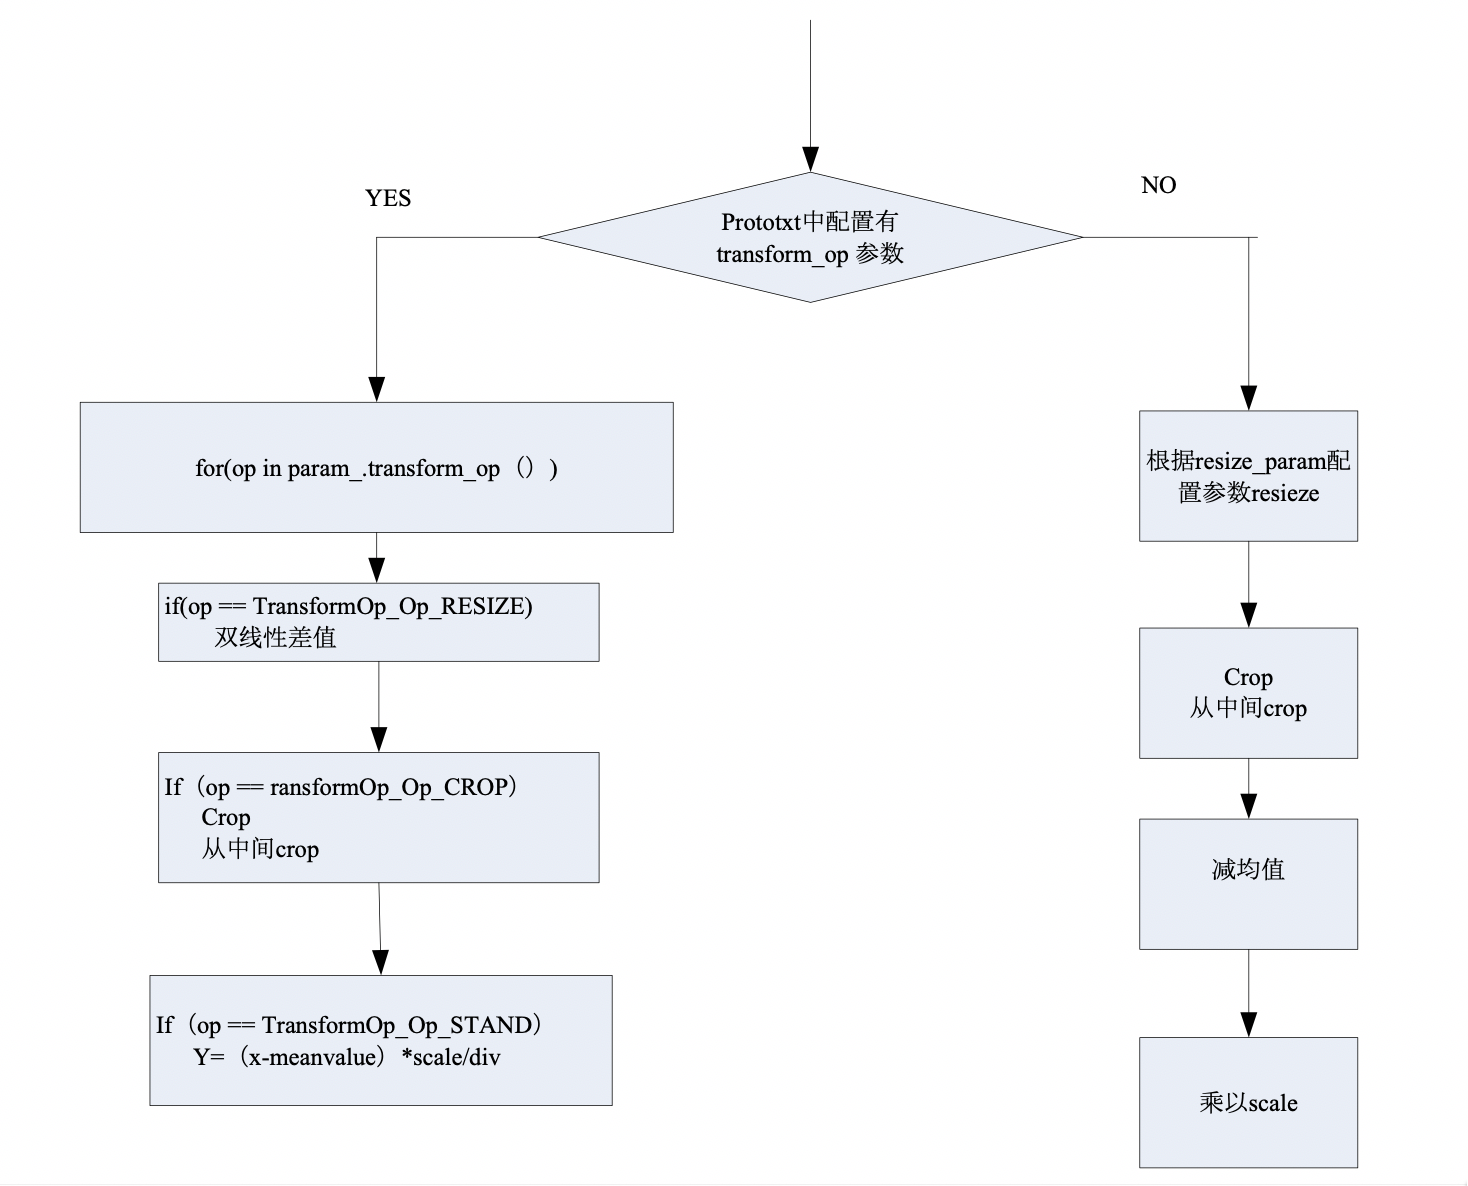 YES
NO
Prototxt中配置有
transform_op 参数
for(op in param_.transform_op（））
if(op == TransformOp_Op_RESIZE)
双线性差值
If（op == ransformOp_Op_CROP）
Crop
从中间crop
If（op == TransformOp_Op_STAND）
Y=（x-meanvalue）*scale/div
根据resize_param配
置参数resieze
Crop
从中间crop
减均值
乘以scale